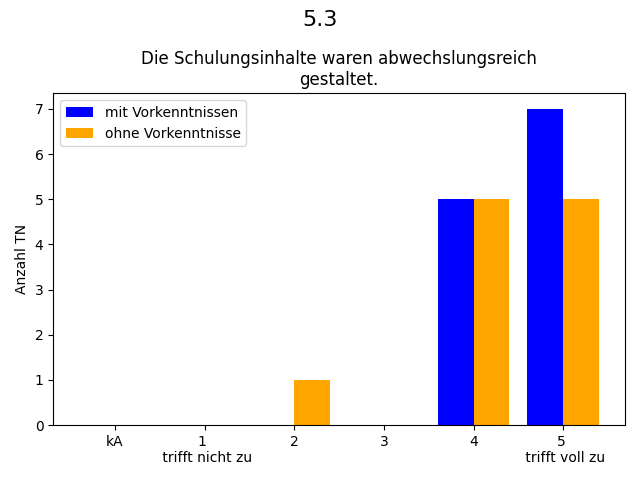 5.3
Die Schulungsinhalte waren abwechslungsreich
gestaltet.
mit Vorkenntnissen
ohne Vorkenntnisse
Anzahl TN
7
6
5
4
3
2
1
0
kA 1 2 3 4 5
trifft nicht zu trifft voll zu